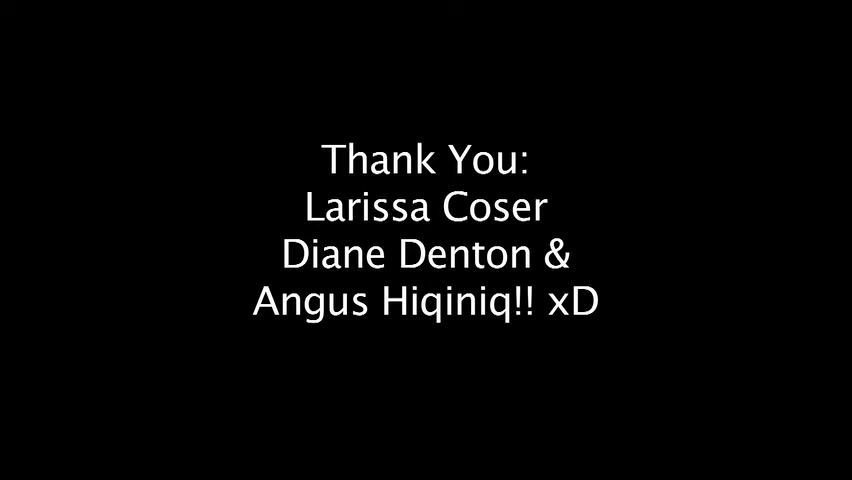 Thank You:
Larissa Coser
Diane Denton &
Angus Hiqiniq!! xD